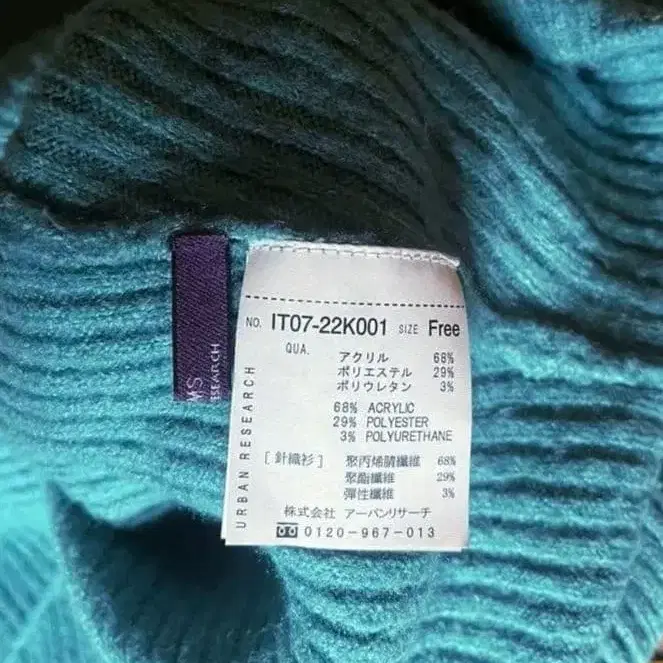 NO. IT07-22K001 SIZE Free
QUA.
アクリル 68%
ポリエステル 29%
ポリウレタン 3%
68% ACRYLIC
29% POLYESTER
3% POLYURETHANE
[針織衫] 聚丙烯腈纖維 68%
聚酯纖維 29%
彈性纖維 3%
株式会社 アーバンリサーチ
0120-967-013
URBAN RESEARCH